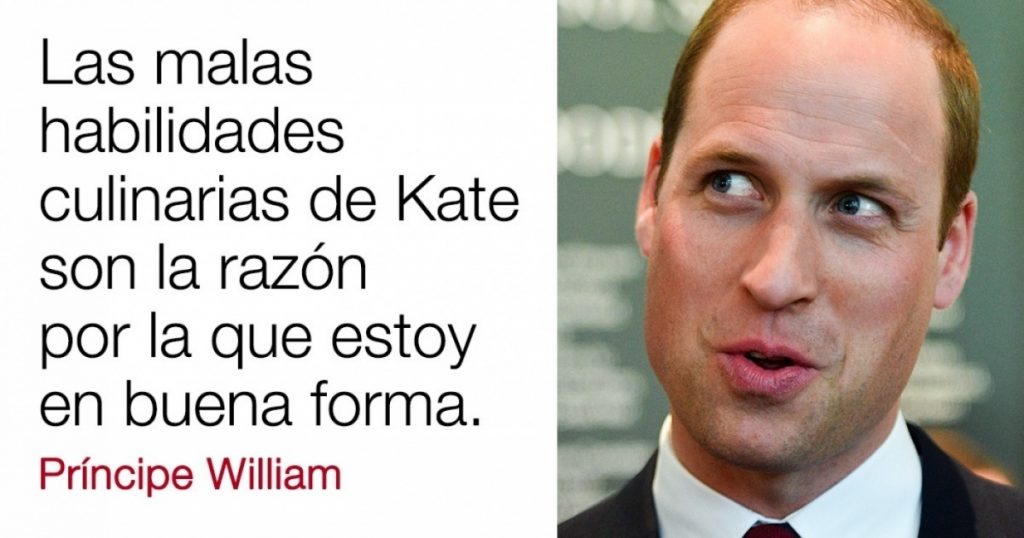 Las malas
habilidades
culinarias de Kate
son la razón
por la que estoy
en buena forma.
Príncipe William